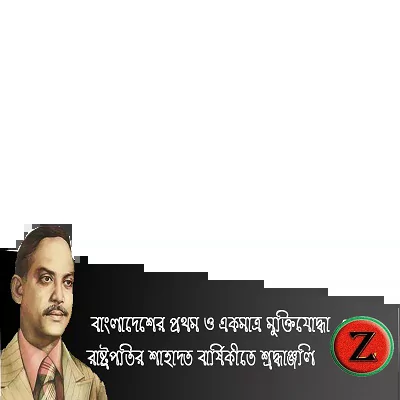 বাংলাদেশের প্রথম ও একমাত্র মুক্তিযোদ্ধা
রাষ্ট্রপতির শাহাদত বার্ষিকীতে শ্রদ্ধাঞ্জলি
Z